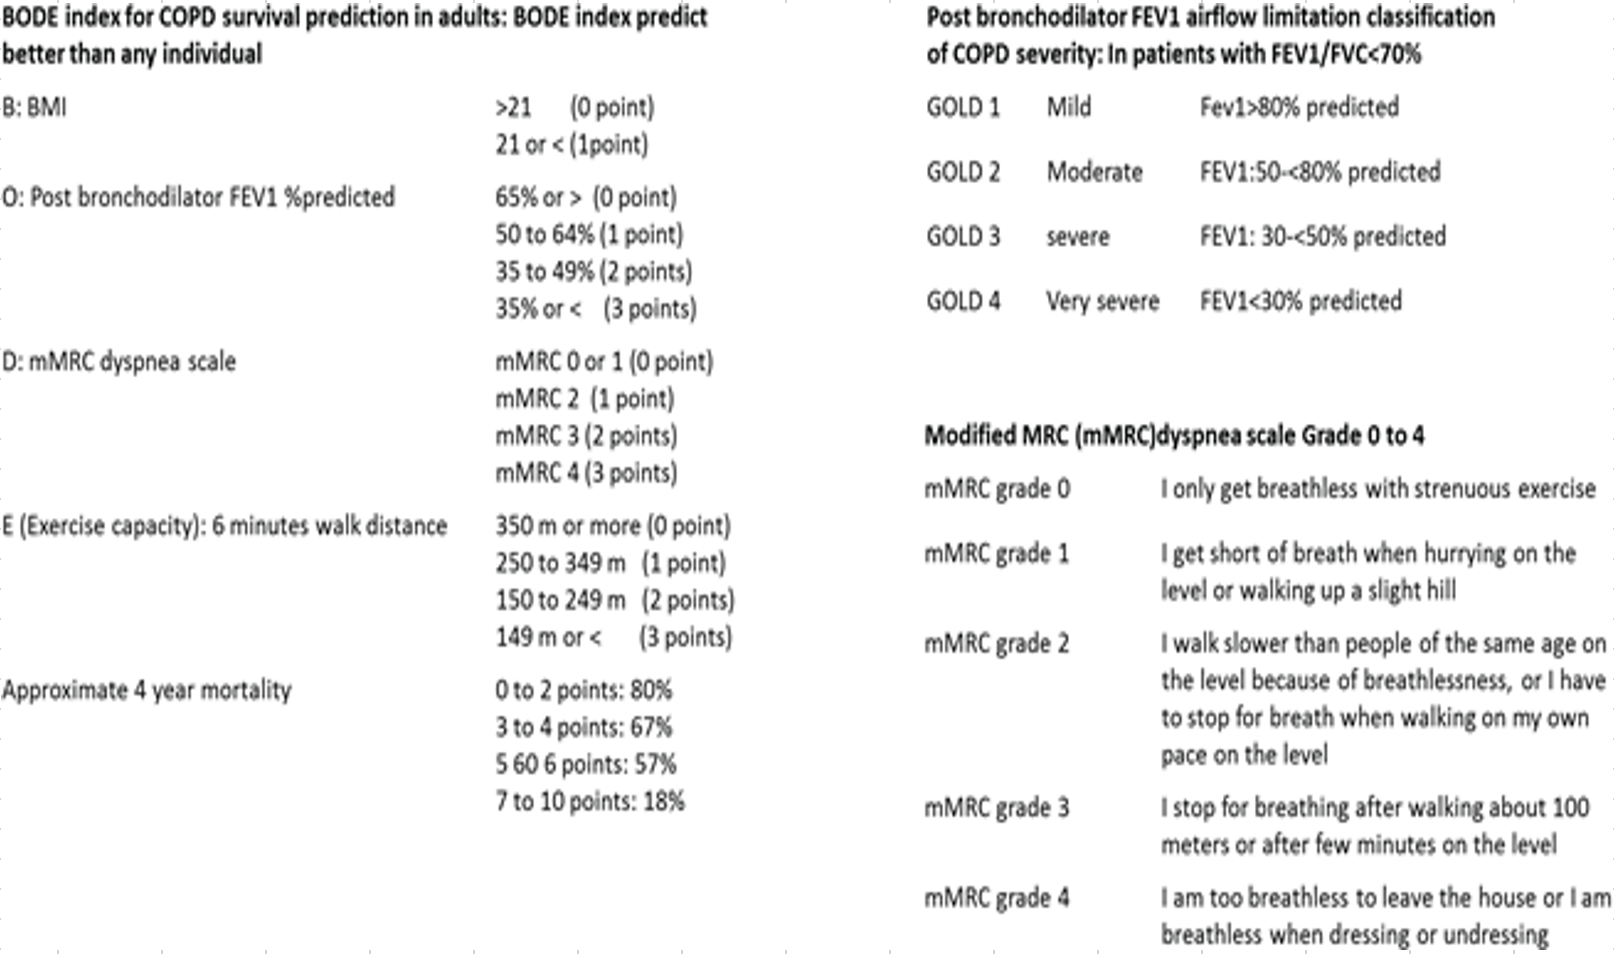 BODE index for COPD survival prediction in adults: BODE index predict
better than any individual
B: BMI >21 (0 point)
21 or < (1point)
O: Post bronchodilator FEV1 %predicted 65% or > (0 point)
50 to 64% (1 point)
35 to 49% (2 points)
35% or < (3 points)
D: mMRC dyspnea scale mMRC 0 or 1 (0 point)
mMRC 2 (1 point)
mMRC 3 (2 points)
mMRC 4 (3 points)
E (Exercise capacity): 6 minutes walk distance 350 m or more (0 point)
250 to 349 m (1 point)
150 to 249 m (2 points)
149 m or < (3 points)
Approximate 4 year mortality 0 to 2 points: 80%
3 to 4 points: 67%
5 60 6 points: 57%
7 to 10 points: 18%
Post bronchodilator FEV1 airflow limitation classification
of COPD severity: In patients with FEV1/FVC<70%
GOLD 1 Mild Fev1>80% predicted
GOLD 2 Moderate FEV1:50-<80% predicted
GOLD 3 severe FEV1: 30-<50% predicted
GOLD 4 Very severe FEV1<30% predicted
Modified MRC (mMRC)dyspnea scale Grade 0 to 4
mMRC grade 0 I only get breathless with strenuous exercise
mMRC grade 1 I get short of breath when hurrying on the
level or walking up a slight hill
mMRC grade 2 I walk slower than people of the same age on
the level because of breathlessness, or I have
to stop for breath when walking on my own
pace on the level
mMRC grade 3 I stop for breathing after walking about 100
meters or after few minutes on the level
mMRC grade 4 I am too breathless to leave the house or I am
breathless when dressing or undressing